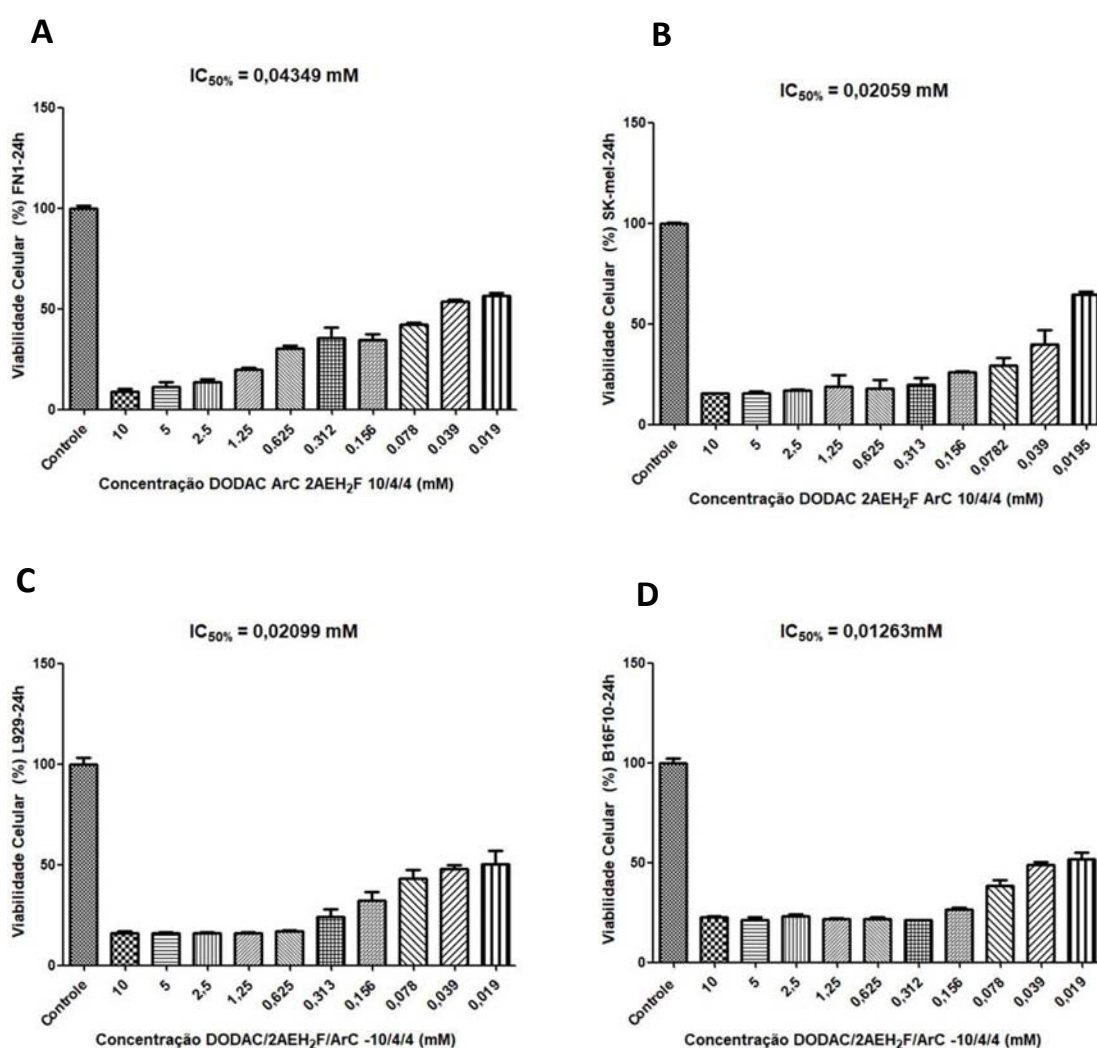 A
IC50% = 0,04349 mM
Viabilidade Celular (%) FN1-24h
150
100
50
0
Controle
10
5
2.5
1.25
0.625
0.312
0.156
0.078
0.039
0.019
Concentração DODAC ArC 2AEH2F 10/4/4 (mM)
B
IC50% = 0,02059 mM
Viabilidade Celular (%) SK-mel-24h
150
100
50
0
Controle
10
5
2.5
1,25
0,625
0,313
0,156
0,0782
0,039
0,0195
Concentração DODAC 2AEH2F ArC 10/4/4 (mM)
C
IC50% = 0,02099 mM
Viabilidade Celular (%) L929-24h
150
100
50
0
Controle
10
5
2.5
1,25
0,625
0,313
0,156
0,078
0,039
0,019
Concentração DODAC/2AEH2F/ArC -10/4/4 (mM)
D
IC50% = 0,01263mM
Viabilidade Celular (%) B16F10-24h
150
100
50
0
Controle
10
5
2.5
1,25
0,625
0,312
0,156
0,078
0,039
0,019
Concentração DODAC/2AEH2F/ArC -10/4/4 (mM)